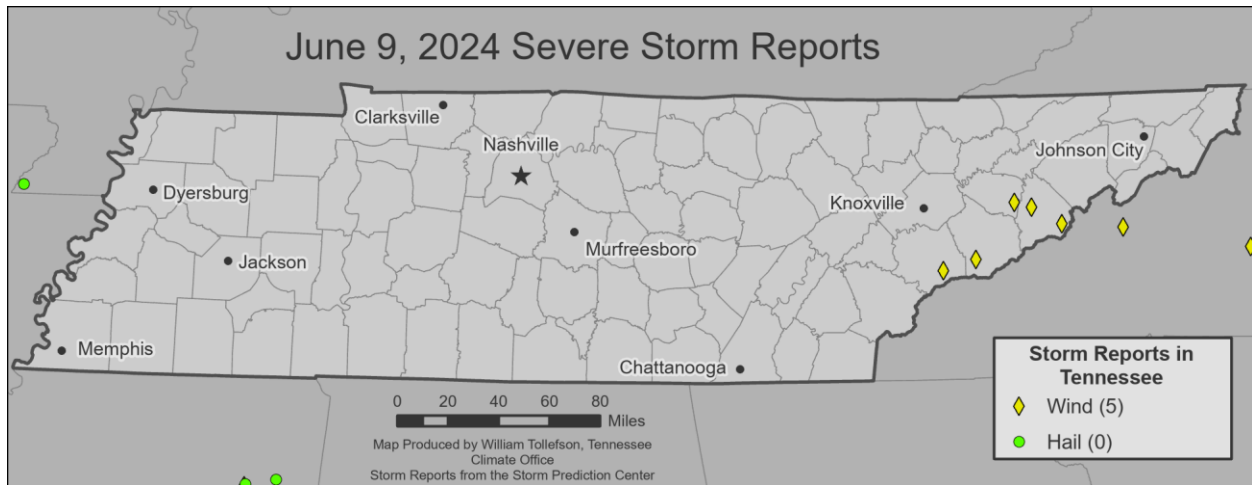 June 9, 2024 Severe Storm Reports
Clarksville
Nashville
Johnson City
Dyersburg
Knoxville
Murfreesboro
Jackson
Memphis
Chattanooga
Storm Reports in
Tennessee
Wind (5)
Hail (0)
0 20 40 60 80
Miles
Map Produced by William Tollefson, Tennessee
Climate Office
Storm Reports from the Storm Prediction Center